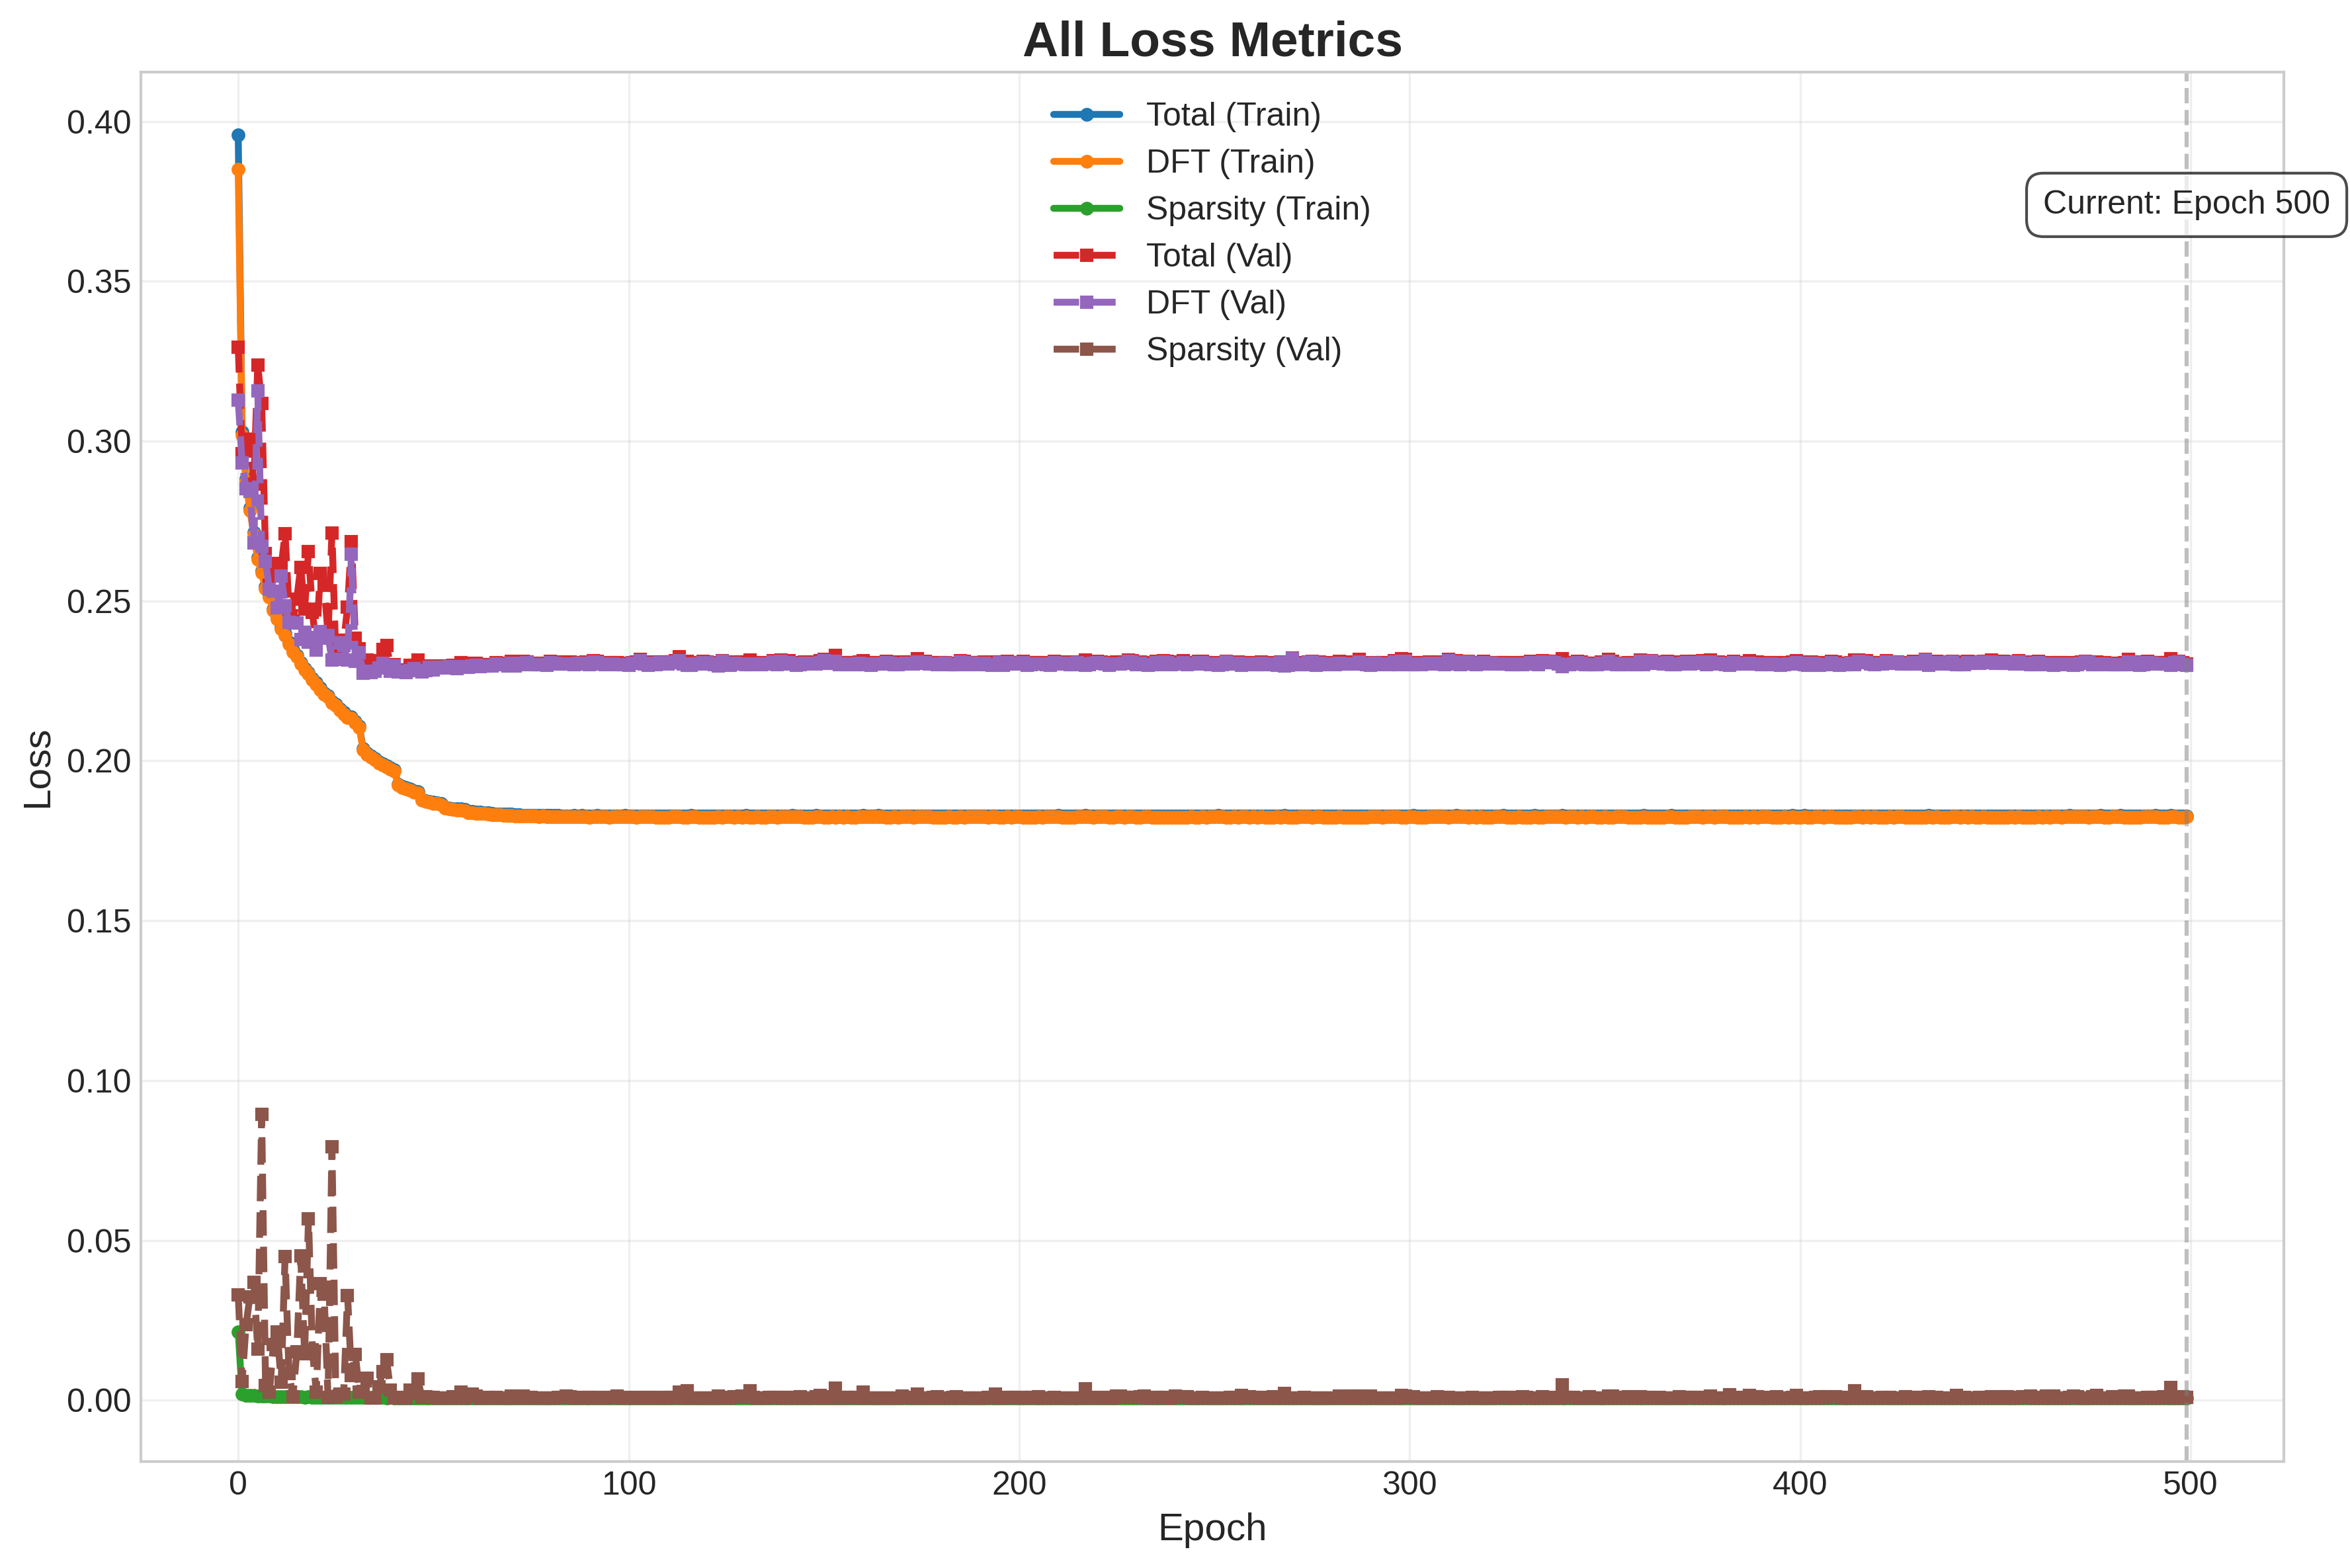 All Loss Metrics
Total (Train)
DFT (Train)
Sparsity (Train)
Total (Val)
DFT (Val)
Sparsity (Val)
Current: Epoch 500
Loss
0.40
0.35
0.30
0.25
0.20
0.15
0.10
0.05
0.00
0 100 200 300 400 500
Epoch